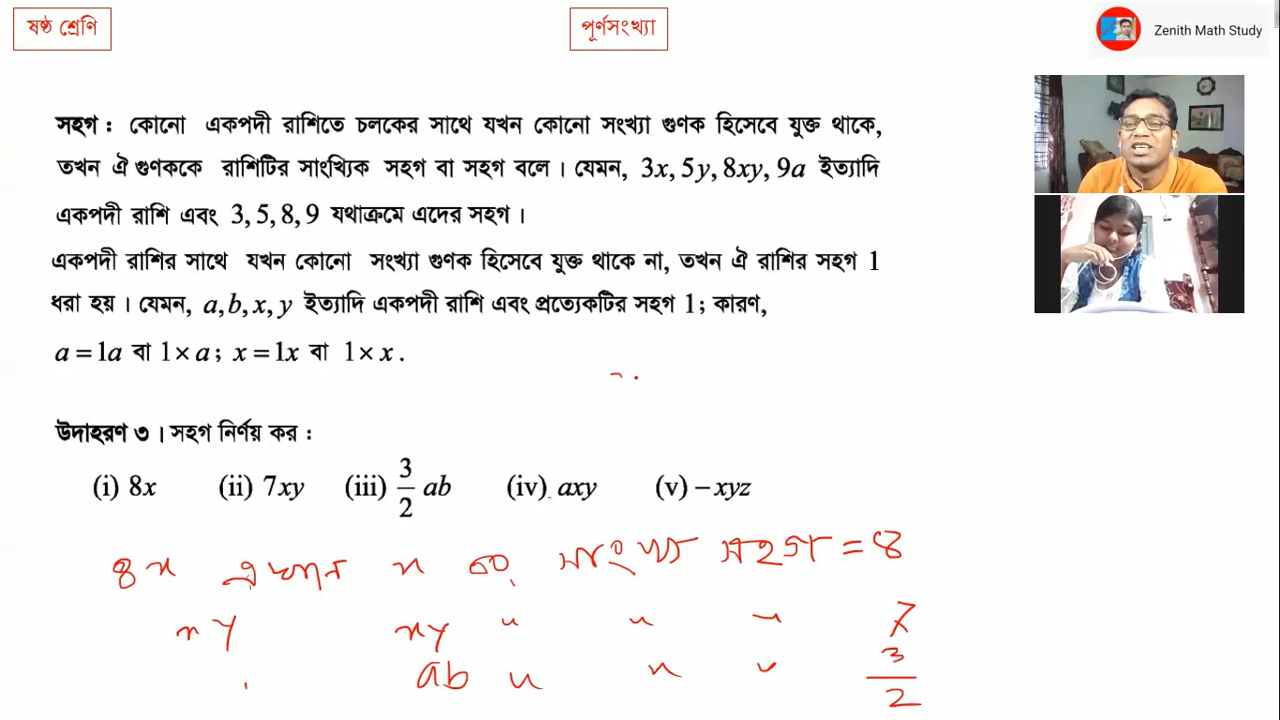 ষষ্ঠ শ্রেণি
পূর্ণসংখ্যা
Zenith Math Study
সহগ : কোনো একপদী রাশিতে চলকের সাথে যখন কোনো সংখ্যা গুণক হিসেবে যুক্ত থাকে,
তখন ঐ গুণককে রাশিটির সাংখ্যিক সহগ বা সহগ বলে । যেমন, 3x, 5y, 8xy, 9a ইত্যাদি
একপদী রাশি এবং 3, 5, 8, 9 যথাক্রমে এদের সহগ ।
একপদী রাশির সাথে যখন কোনো সংখ্যা গুণক হিসেবে যুক্ত থাকে না, তখন ঐ রাশির সহগ 1
ধরা হয় । যেমন, a, b, x, y ইত্যাদি একপদী রাশি এবং প্রত্যেকটির সহগ 1; কারণ,
a = 1a বা 1 × a ; x = 1x বা 1 × x .
উদাহরণ ৩ । সহগ নির্ণয় কর :
(i) 8x (ii) 7xy (iii) 3/2 ab (iv) axy (v) – xyz
8x এখানে x এর সাংখ্য সহগ = 8
xy xy " " " 7
ab " " " 3/2